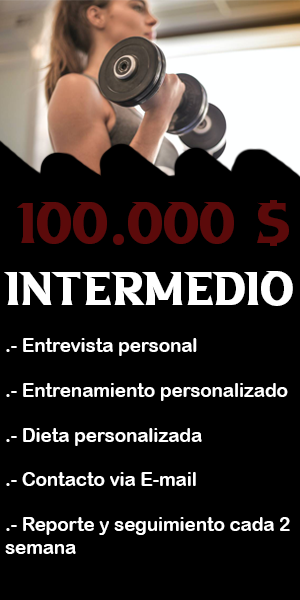 100.000 $
INTERMEDIO
.- Entrevista personal
.- Entrenamiento personalizado
.- Dieta personalizada
.- Contacto via E-mail
.- Reporte y seguimiento cada 2
semana